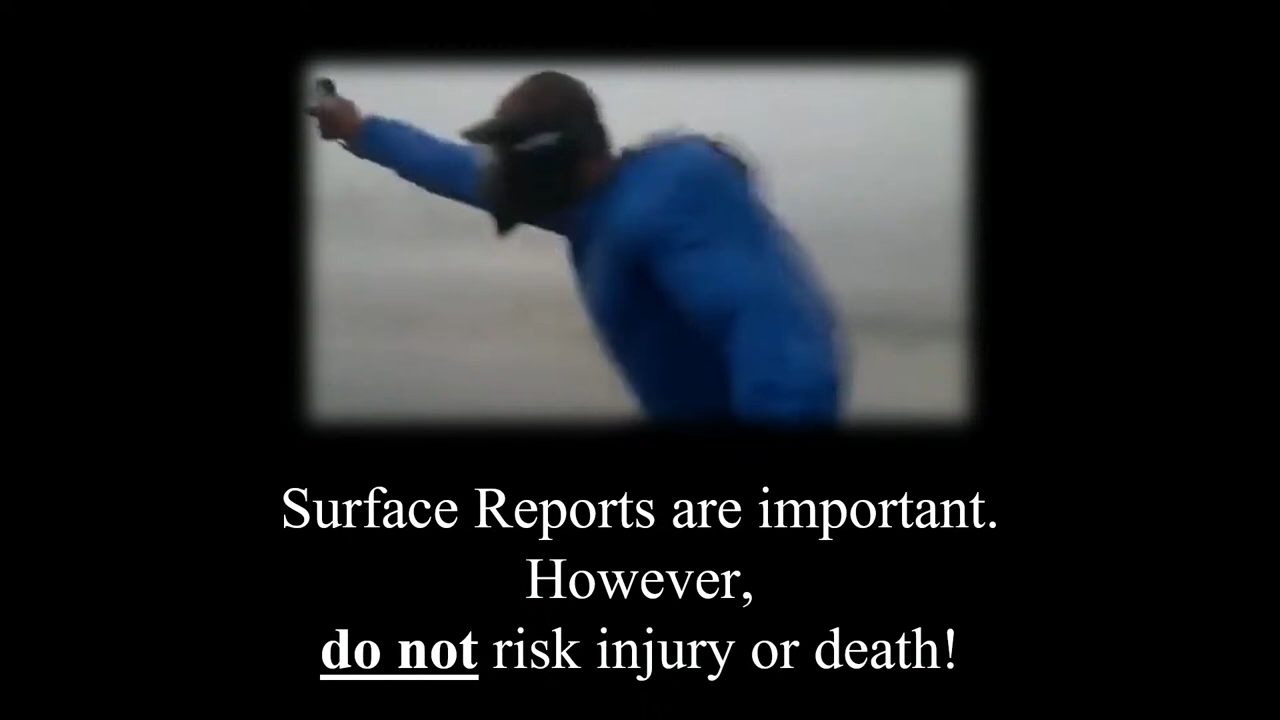 Surface Reports are important.
However,
do not risk injury or death!